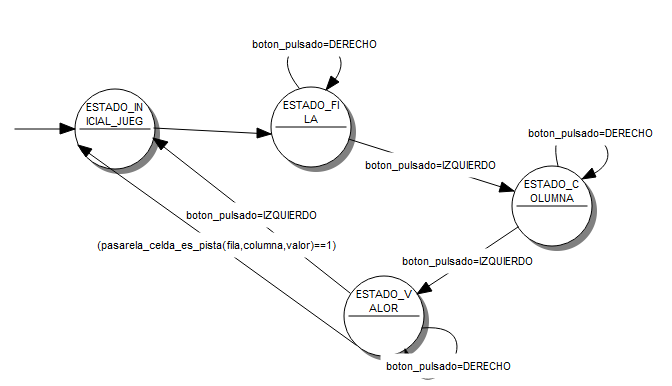 boton_pulsado=DERECHO
ESTADO_IN
ICIAL_JUEG
ESTADO_FI
LA
boton_pulsado=DERECHO
boton_pulsado=IZQUIERDO
ESTADO_C
OLUMNA
boton_pulsado=IZQUIERDO
(pasarela_celda_es_pista(fila,columna,valor)==1)
boton_pulsado=IZQUIERDO
ESTADO_V
ALOR
boton_pulsado=DERECHO